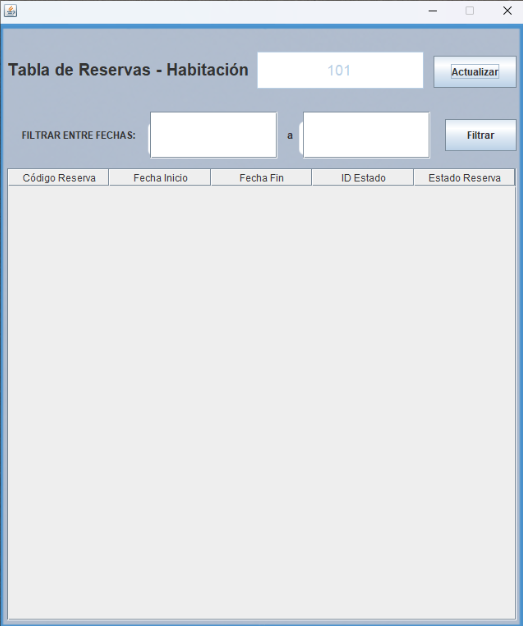 Tabla de Reservas - Habitación 101 Actualizar
FILTRAR ENTRE FECHAS: a Filtrar
Código Reserva Fecha Inicio Fecha Fin ID Estado Estado Reserva